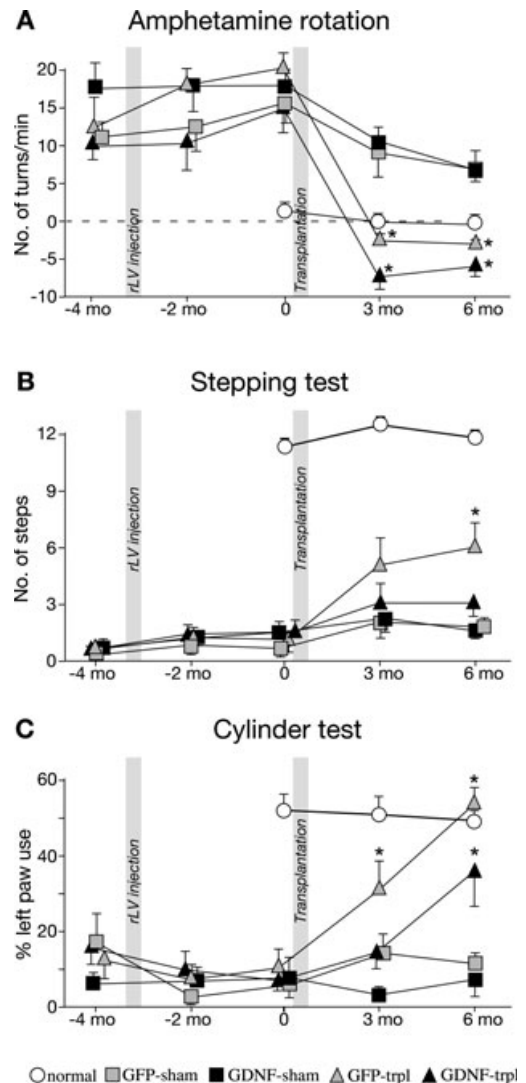 A Amphetamine rotation
No. of turns/min
20
15
10
5
0
-5
-10
rLV injection
Transplantation
*
*
*
*
-4 mo -2 mo 0 3 mo 6 mo
B Stepping test
No. of steps
12
9
6
3
0
rLV injection
Transplantation
*
-4 mo -2 mo 0 3 mo 6 mo
C Cylinder test
% left paw use
60
40
20
0
rLV injection
Transplantation
*
*
*
-4 mo -2 mo 0 3 mo 6 mo
normal GFP-sham GDNF-sham GFP-trpl GDNF-trpl